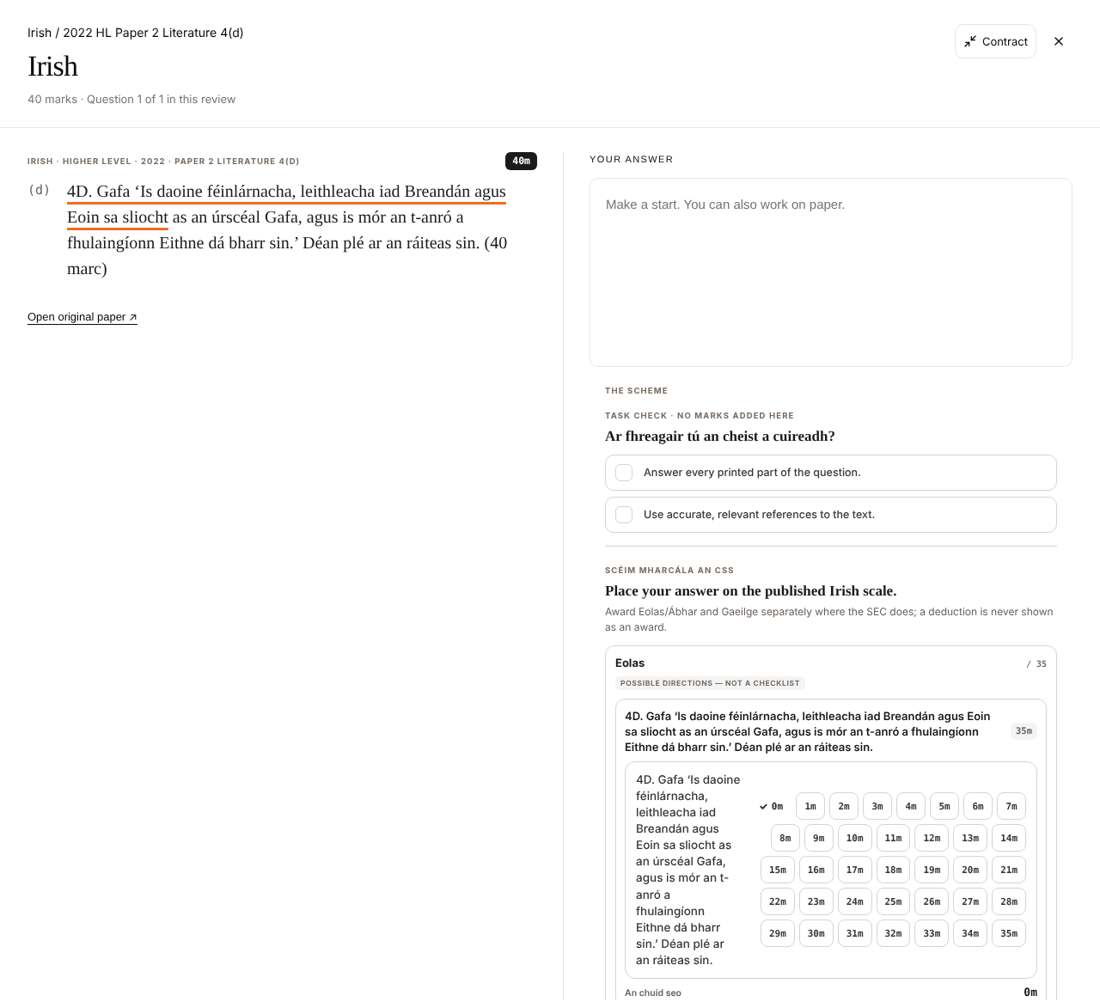 Irish / 2022 HL Paper 2 Literature 4(d)
Irish
40 marks · Question 1 of 1 in this review
Contract
IRISH · HIGHER LEVEL · 2022 · PAPER 2 LITERATURE 4(D)
40m
(d)
4D. Gafa ‘Is daoine féinlárnacha, leithleacha iad Breandán agus
Eoin sa sliocht as an úrscéal Gafa, agus is mór an t-anró a
fhulaingíonn Eithne dá bharr sin.’ Déan plé ar an ráiteas sin. (40
marc)
Open original paper ↗
YOUR ANSWER
Make a start. You can also work on paper.
THE SCHEME
TASK CHECK · NO MARKS ADDED HERE
Ar fhreagair tú an cheist a cuireadh?
Answer every printed part of the question.
Use accurate, relevant references to the text.
SCÉIM MHARCÁLA AN CSS
Place your answer on the published Irish scale.
Award Eolas/Ábhar and Gaeilge separately where the SEC does; a deduction is never shown
as an award.
Eolas
/ 35
POSSIBLE DIRECTIONS — NOT A CHECKLIST
4D. Gafa ‘Is daoine féinlárnacha, leithleacha iad Breandán agus Eoin
sa sliocht as an úrscéal Gafa, agus is mór an t-anró a fhulaingíonn
Eithne dá bharr sin.’ Déan plé ar an ráiteas sin.
35m
4D. Gafa ‘Is daoine
féinlárnacha,
leithleacha iad
Breandán agus
Eoin sa sliocht as
an úrscéal Gafa,
agus is mór an t-
anró a
fhulaingíonn
Eithne dá bharr
sin.’ Déan plé ar
an ráiteas sin.
✓ 0m 1m 2m 3m 4m 5m 6m 7m
8m 9m 10m 11m 12m 13m 14m
15m 16m 17m 18m 19m 20m 21m
22m 23m 24m 25m 26m 27m 28m
29m 30m 31m 32m 33m 34m 35m
An chuid seo
0m